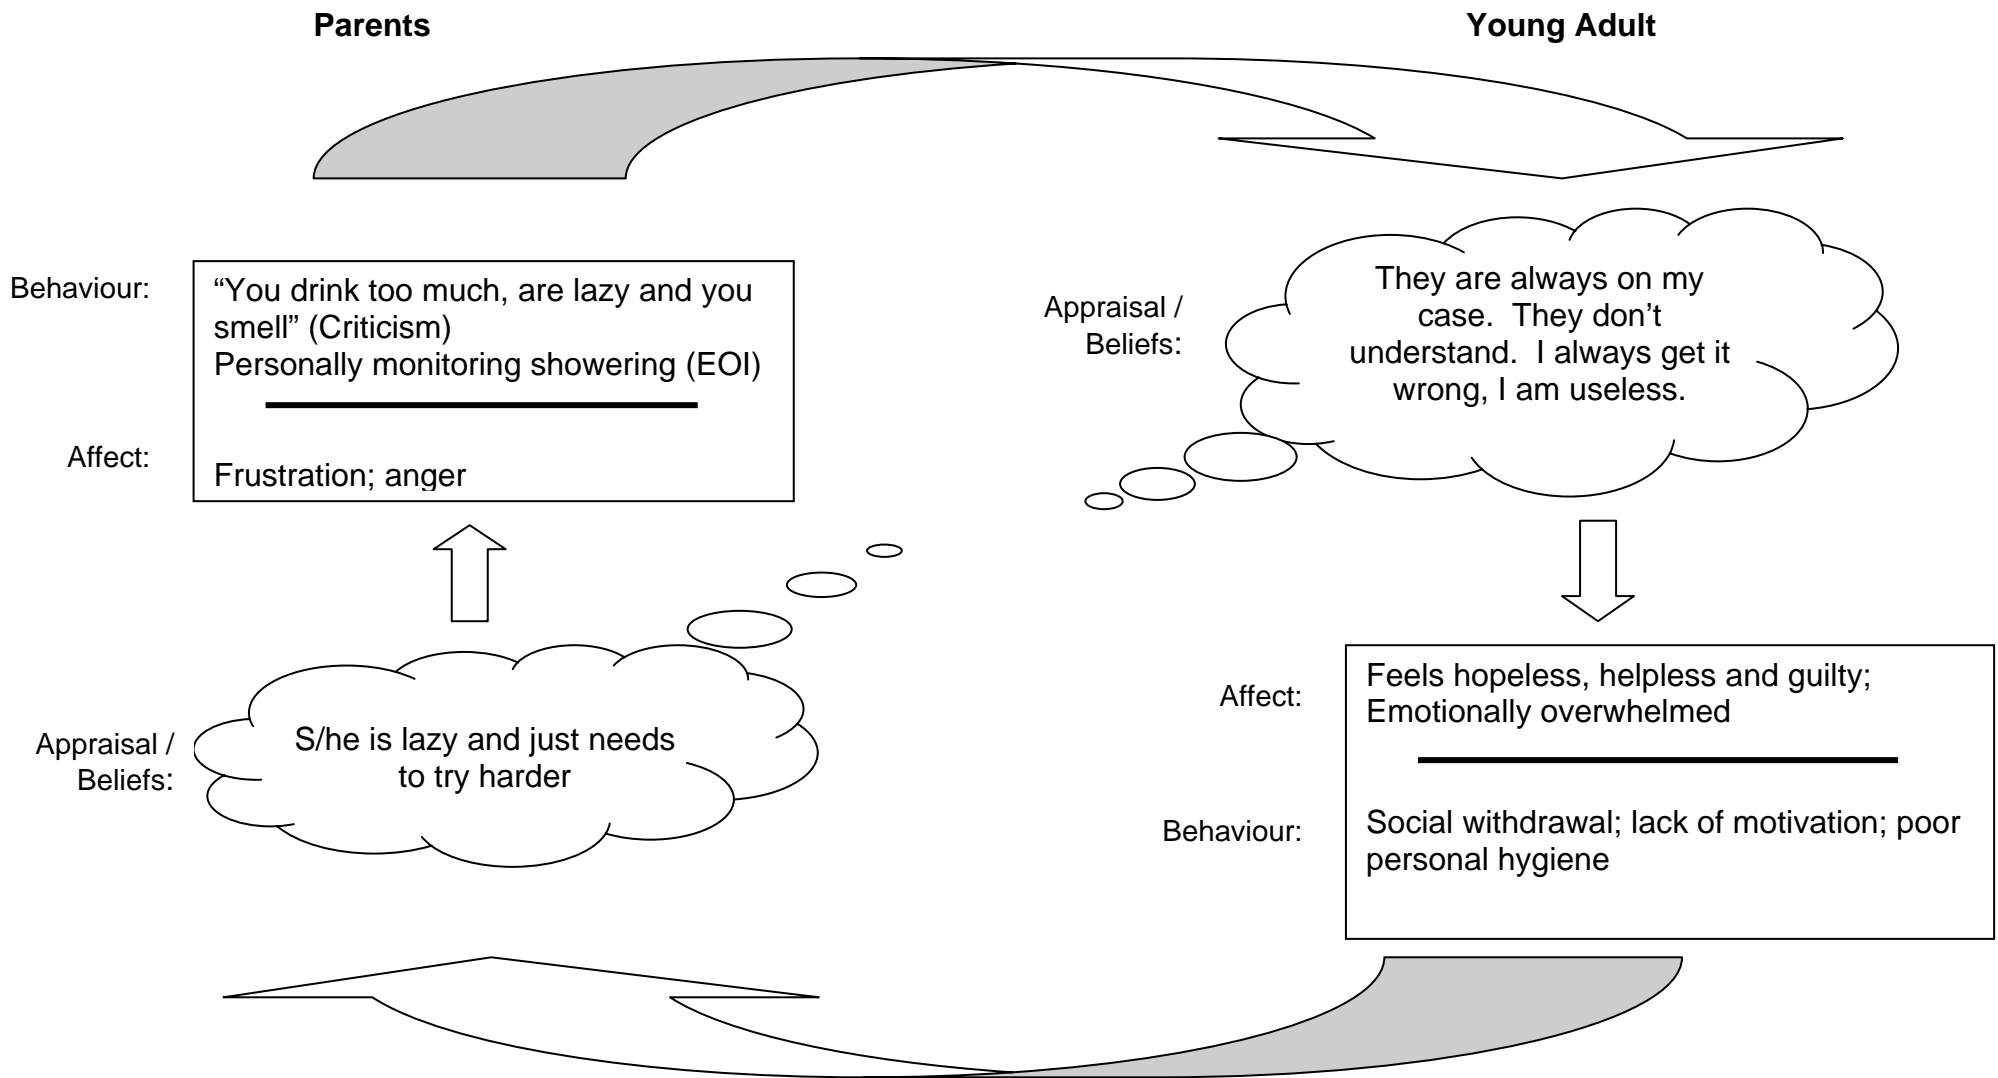 Parents
Young Adult
Behaviour:
“You drink too much, are lazy and you
smell” (Criticism)
Personally monitoring showering (EOI)
Affect:
Frustration; anger
Appraisal /
Beliefs:
They are always on my
case.  They don’t
understand.  I always get it
wrong, I am useless.
Appraisal /
Beliefs:
S/he is lazy and just needs
to try harder
Affect:
Feels hopeless, helpless and guilty;
Emotionally overwhelmed
Behaviour:
Social withdrawal; lack of motivation; poor
personal hygiene